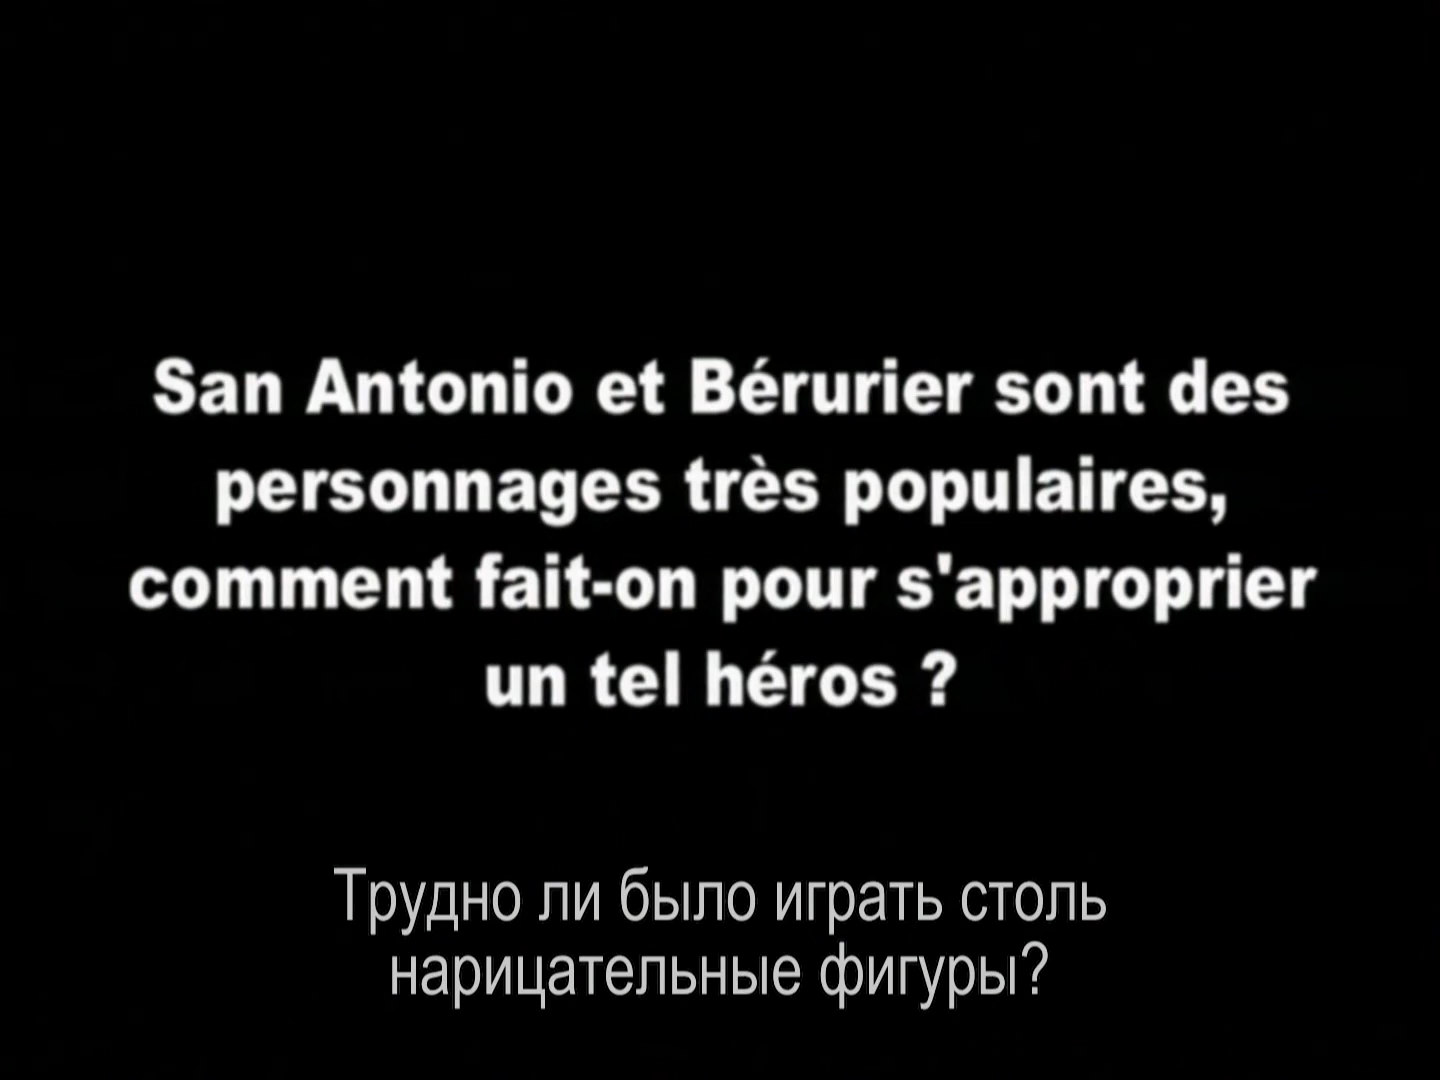 San Antonio et Bérurier sont des
personnages très populaires,
comment fait-on pour s'approprier
un tel héros ?
Трудно ли было играть столь
нарицательные фигуры?